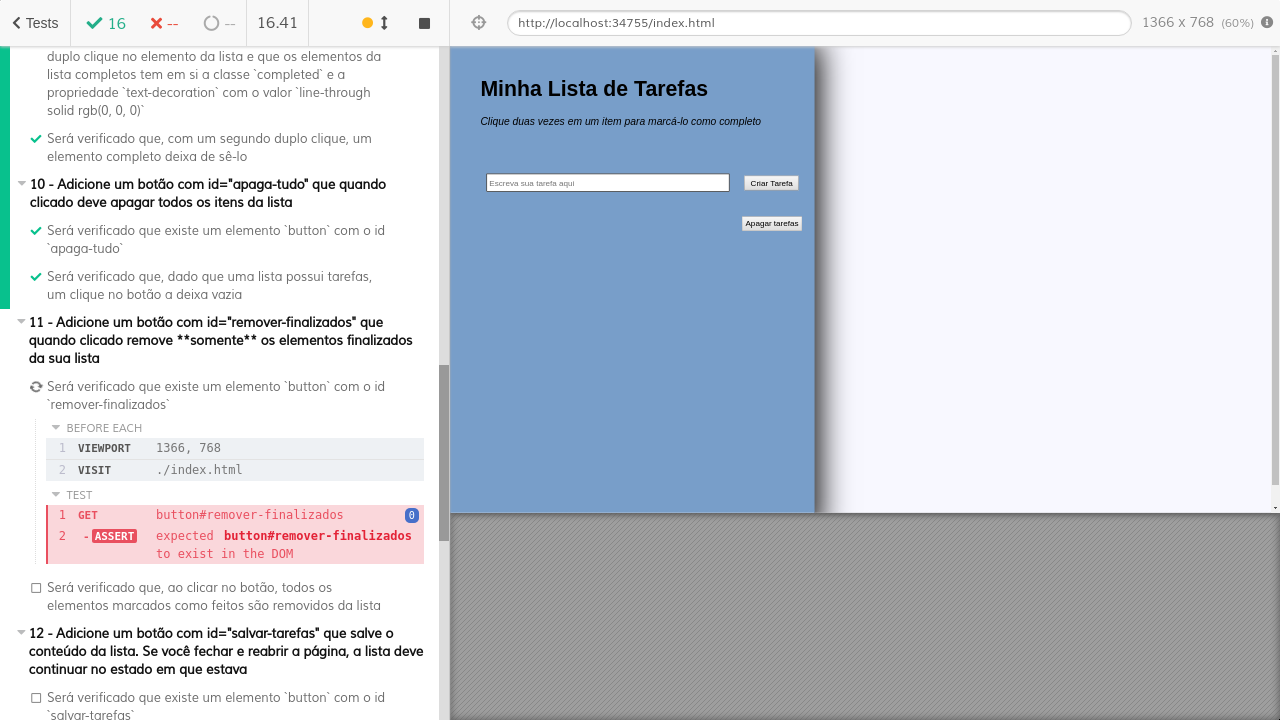 Tests 16 -- -- 16.41
http://localhost:34755/index.html 1366 x 768 (60%)
duplo clique no elemento da lista e que os elementos da
lista completos tem em si a classe `completed` e a
propriedade `text-decoration` com o valor `line-through
solid rgb(0, 0, 0)`
Será verificado que, com um segundo duplo clique, um
elemento completo deixa de sê-lo
10 - Adicione um botão com id="apaga-tudo" que quando
clicado deve apagar todos os itens da lista
Será verificado que existe um elemento `button` com o id
`apaga-tudo`
Será verificado que, dado que uma lista possui tarefas,
um clique no botão a deixa vazia
11 - Adicione um botão com id="remover-finalizados" que
quando clicado remove **somente** os elementos finalizados
da sua lista
Será verificado que existe um elemento `button` com o id
`remover-finalizados`
BEFORE EACH
1 VIEWPORT 1366, 768
2 VISIT ./index.html
TEST
1 GET button#remover-finalizados 0
2 -ASSERT expected button#remover-finalizados
to exist in the DOM
Será verificado que, ao clicar no botão, todos os
elementos marcados como feitos são removidos da lista
12 - Adicione um botão com id="salvar-tarefas" que salve o
conteúdo da lista. Se você fechar e reabrir a página, a lista deve
continuar no estado em que estava
Será verificado que existe um elemento `button` com o id
`salvar-tarefas`
Minha Lista de Tarefas
Clique duas vezes em um item para marcá-lo como completo
Escreva sua tarefa aqui Criar Tarefa
Apagar tarefas